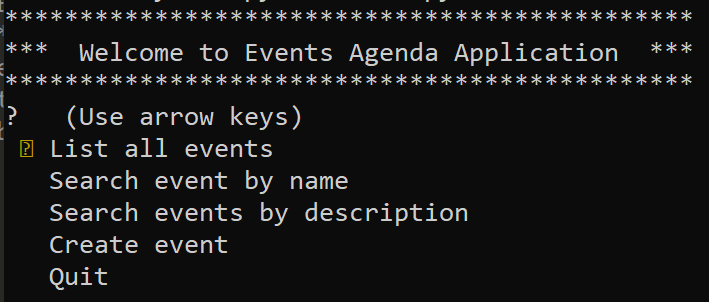 ***********************************************
***  Welcome to Events Agenda Application  ***
***********************************************
?   (Use arrow keys)
 � List all events
   Search event by name
   Search events by description
   Create event
   Quit